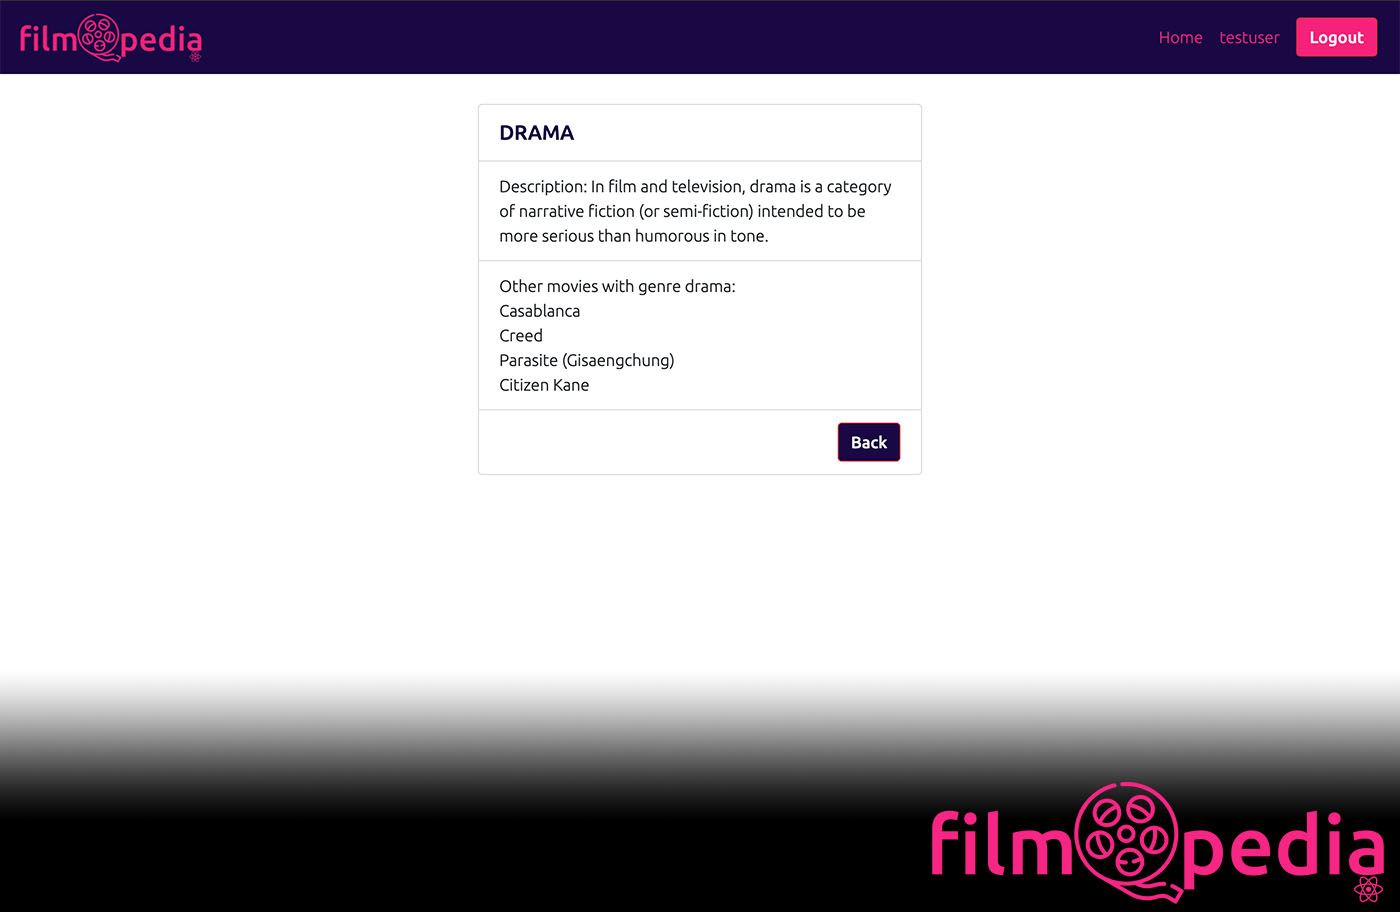 filmopedia
Home testuser Logout
DRAMA
Description: In film and television, drama is a category
of narrative fiction (or semi-fiction) intended to be
more serious than humorous in tone.
Other movies with genre drama:
Casablanca
Creed
Parasite (Gisaengchung)
Citizen Kane
Back
filmopedia